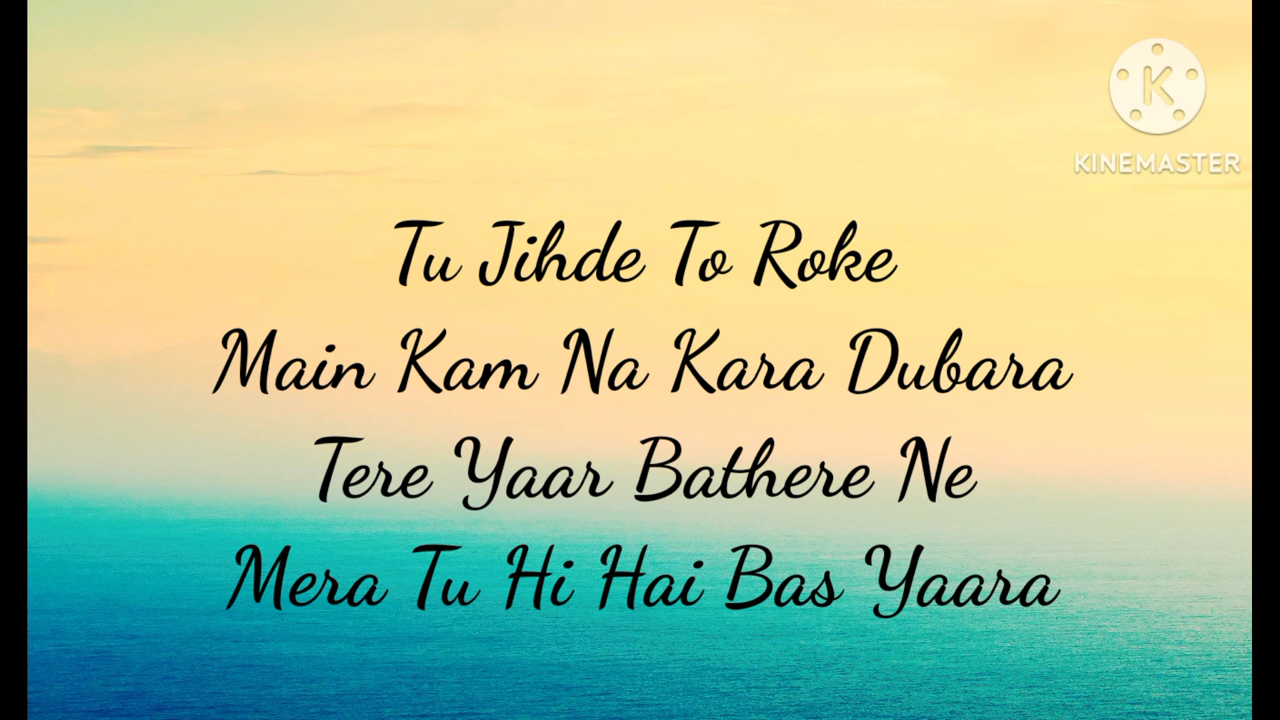 K
KINEMASTER
Tu Jihde To Roke
Main Kam Na Kara Dubara
Tere Yaar Bathere Ne
Mera Tu Hi Hai Bas Yaara